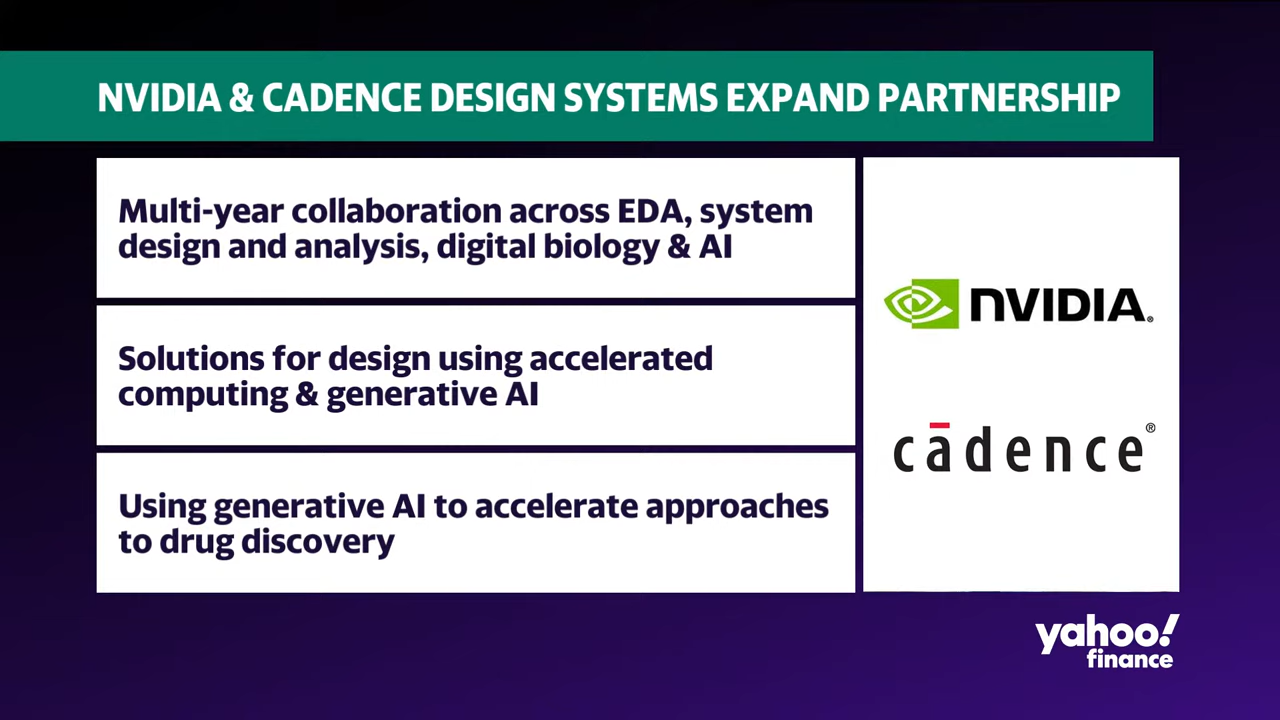 NVIDIA & CADENCE DESIGN SYSTEMS EXPAND PARTNERSHIP
Multi-year collaboration across EDA, system
design and analysis, digital biology & AI
Solutions for design using accelerated
computing & generative AI
Using generative AI to accelerate approaches
to drug discovery
NVIDIA®
cādence®
yahoo!
finance